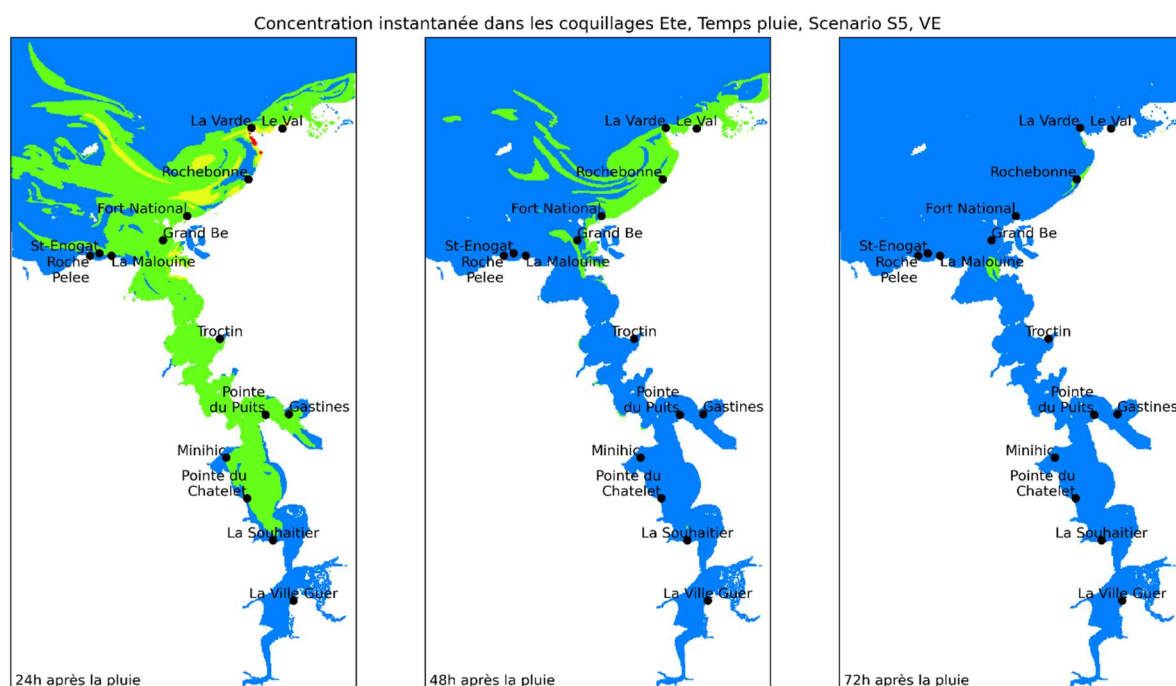 Concentration instantanée dans les coquillages Ete, Temps pluie, Scenario S5, VE
La Varde Le Val
Rochebonne
Fort National
Grand Be
St-Enogat
Roche La Malouine
Pelee
Troctin
Pointe
du Puits Gastines
Minihic
Pointe du
Chatelet
La Souhaitier
La Ville Guer
24h après la pluie
La Varde Le Val
Rochebonne
Fort National
Grand Be
St-Enogat
Roche La Malouine
Pelee
Troctin
Pointe
du Puits Gastines
Minihic
Pointe du
Chatelet
La Souhaitier
La Ville Guer
48h après la pluie
La Varde Le Val
Rochebonne
Fort National
Grand Be
St-Enogat
Roche La Malouine
Pelee
Troctin
Pointe
du Puits Gastines
Minihic
Pointe du
Chatelet
La Souhaitier
La Ville Guer
72h après la pluie